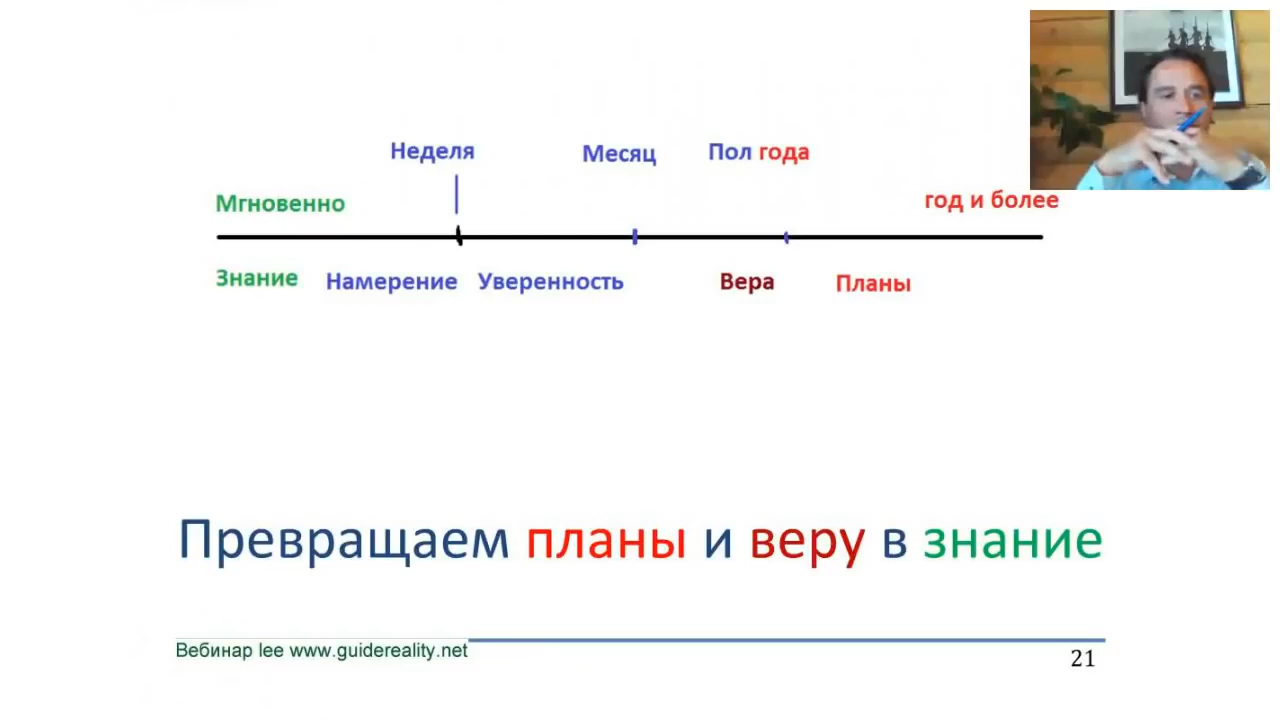 Неделя Месяц Пол года
Мгновенно год и более
Знание Намерение Уверенность Вера Планы
Превращаем планы и веру в знание
Вебинар lee www.guidereality.net
21